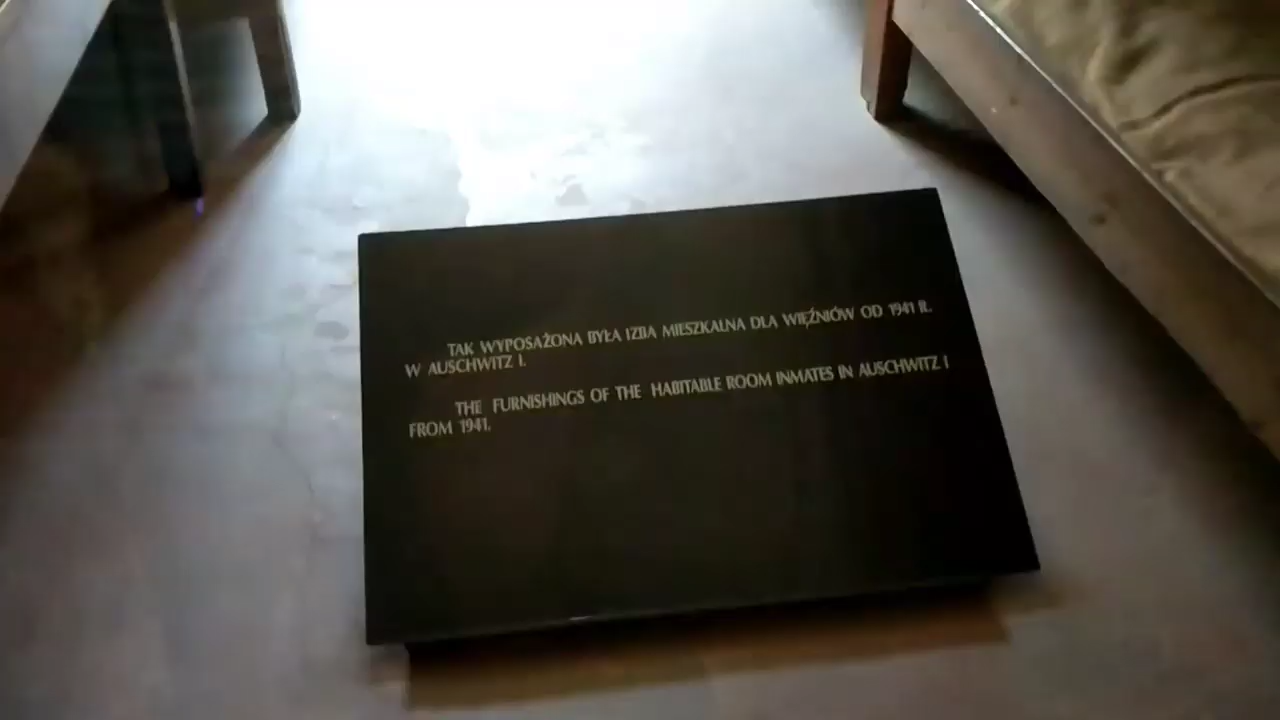 TAK WYPOSAŻONA BYŁA IZBA MIESZKALNA DLA WIĘŹNIÓW OD 1941 R.
W AUSCHWITZ I.
THE FURNISHINGS OF THE HABITABLE ROOM INMATES IN AUSCHWITZ I
FROM 1941.